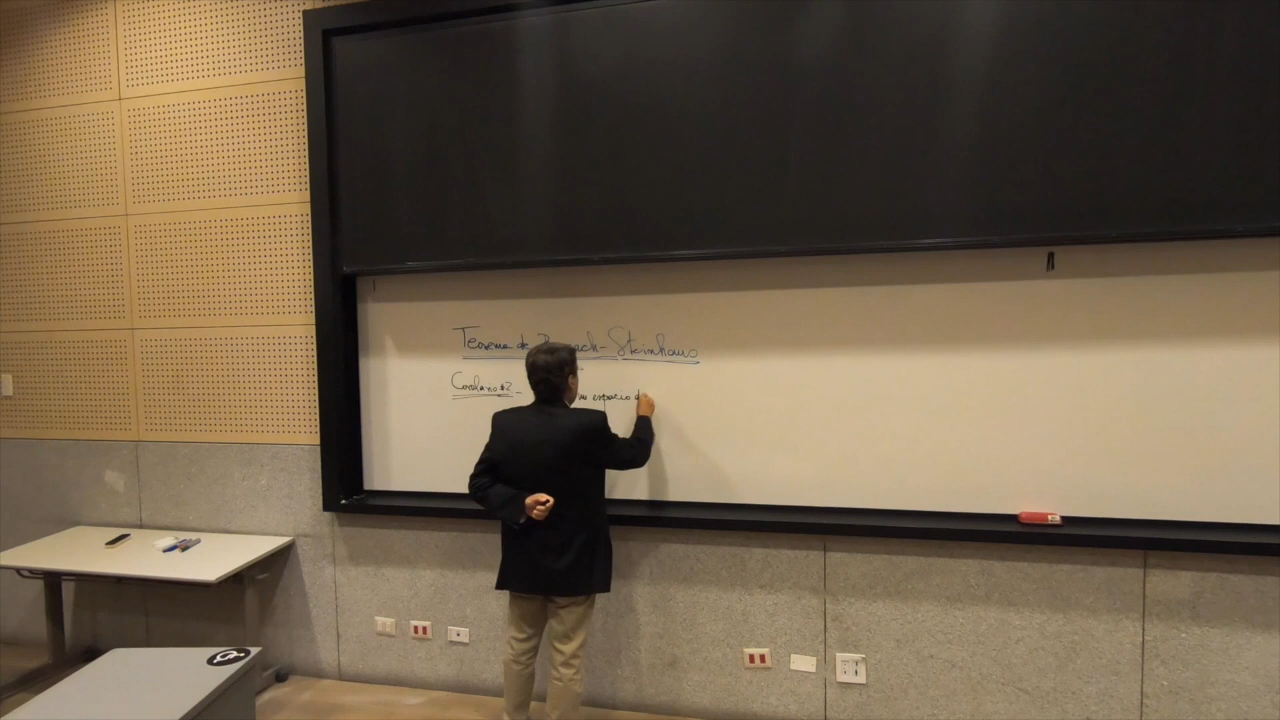 Teorema de Banach-Steinhaus
Corolario #2 - un espacio d